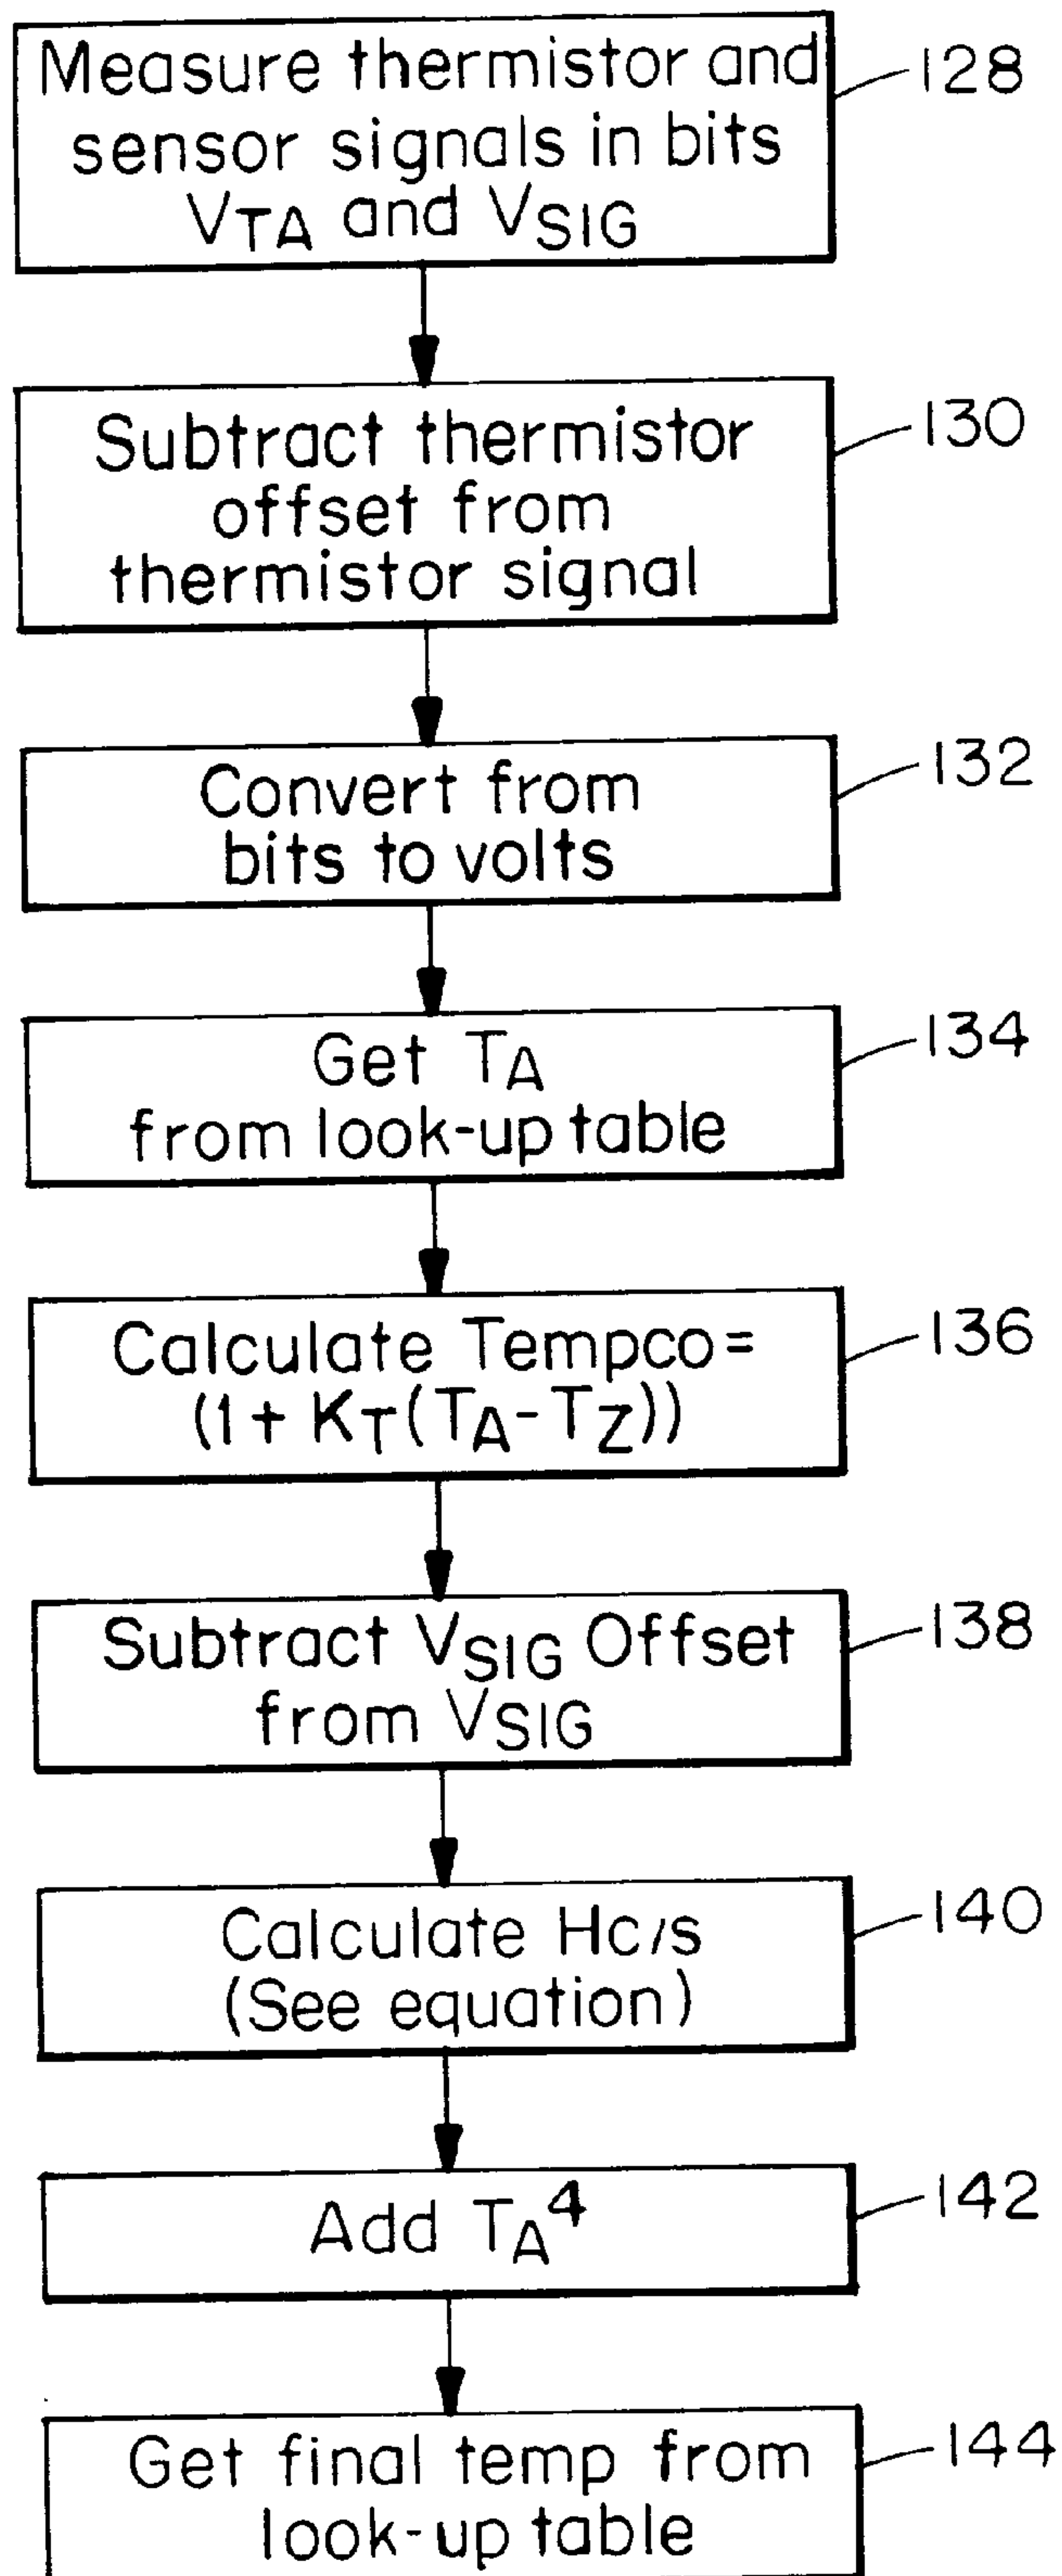 Measure thermistor and
sensor signals in bits
VTA and VSIG
128
Subtract thermistor
offset from
thermistor signal
130
Convert from
bits to volts
132
Get TA
from look-up table
134
Calculate Tempco =
(1 + KT (TA - TZ))
136
Subtract VSIG Offset
from VSIG
138
Calculate Hc/s
(See equation)
140
Add TA⁴
142
Get final temp from
look-up table
144